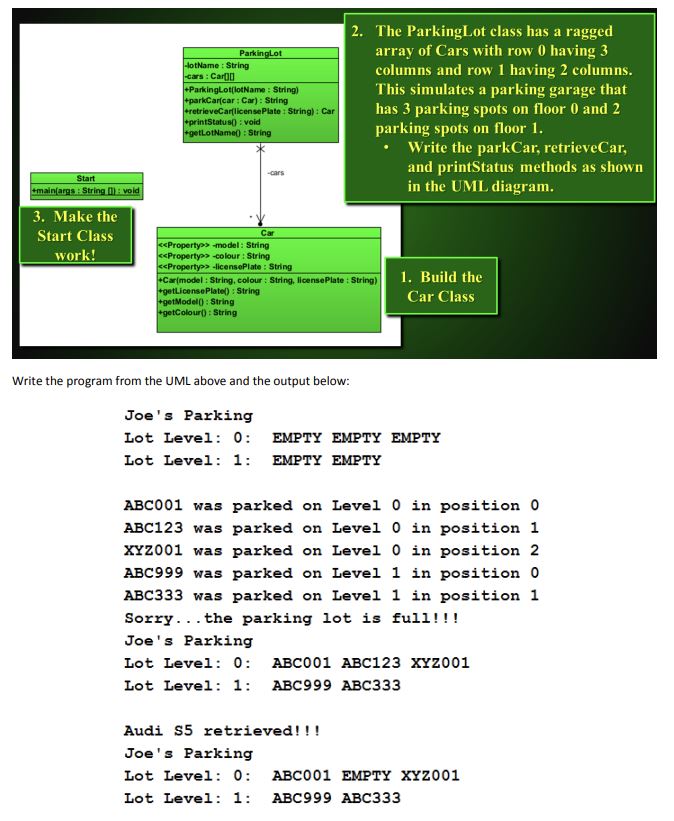 2. The ParkingLot class has a ragged
array of Cars with row 0 having 3
columns and row 1 having 2 columns.
This simulates a parking garage that
has 3 parking spots on floor 0 and 2
parking spots on floor 1.
• Write the parkCar, retrieveCar,
and printStatus methods as shown
in the UML diagram.
ParkingLot
-lotName : String
-cars : Car[][]
+ParkingLot(lotName : String)
+parkCar(car : Car) : String
+retrieveCar(licensePlate : String) : Car
+printStatus() : void
+getLotName() : String
-cars
*
Start
+main(args : String []) : void
3. Make the
Start Class
work!
Car
<<Property>> -model : String
<<Property>> -colour : String
<<Property>> -licensePlate : String
+Car(model : String, colour : String, licensePlate : String)
+getLicensePlate() : String
+getModel() : String
+getColour() : String
1. Build the
Car Class
Write the program from the UML above and the output below:
Joe's Parking
Lot Level: 0: EMPTY EMPTY EMPTY
Lot Level: 1: EMPTY EMPTY
ABC001 was parked on Level 0 in position 0
ABC123 was parked on Level 0 in position 1
XYZ001 was parked on Level 0 in position 2
ABC999 was parked on Level 1 in position 0
ABC333 was parked on Level 1 in position 1
Sorry...the parking lot is full!!!
Joe's Parking
Lot Level: 0: ABC001 ABC123 XYZ001
Lot Level: 1: ABC999 ABC333
Audi S5 retrieved!!!
Joe's Parking
Lot Level: 0: ABC001 EMPTY XYZ001
Lot Level: 1: ABC999 ABC333